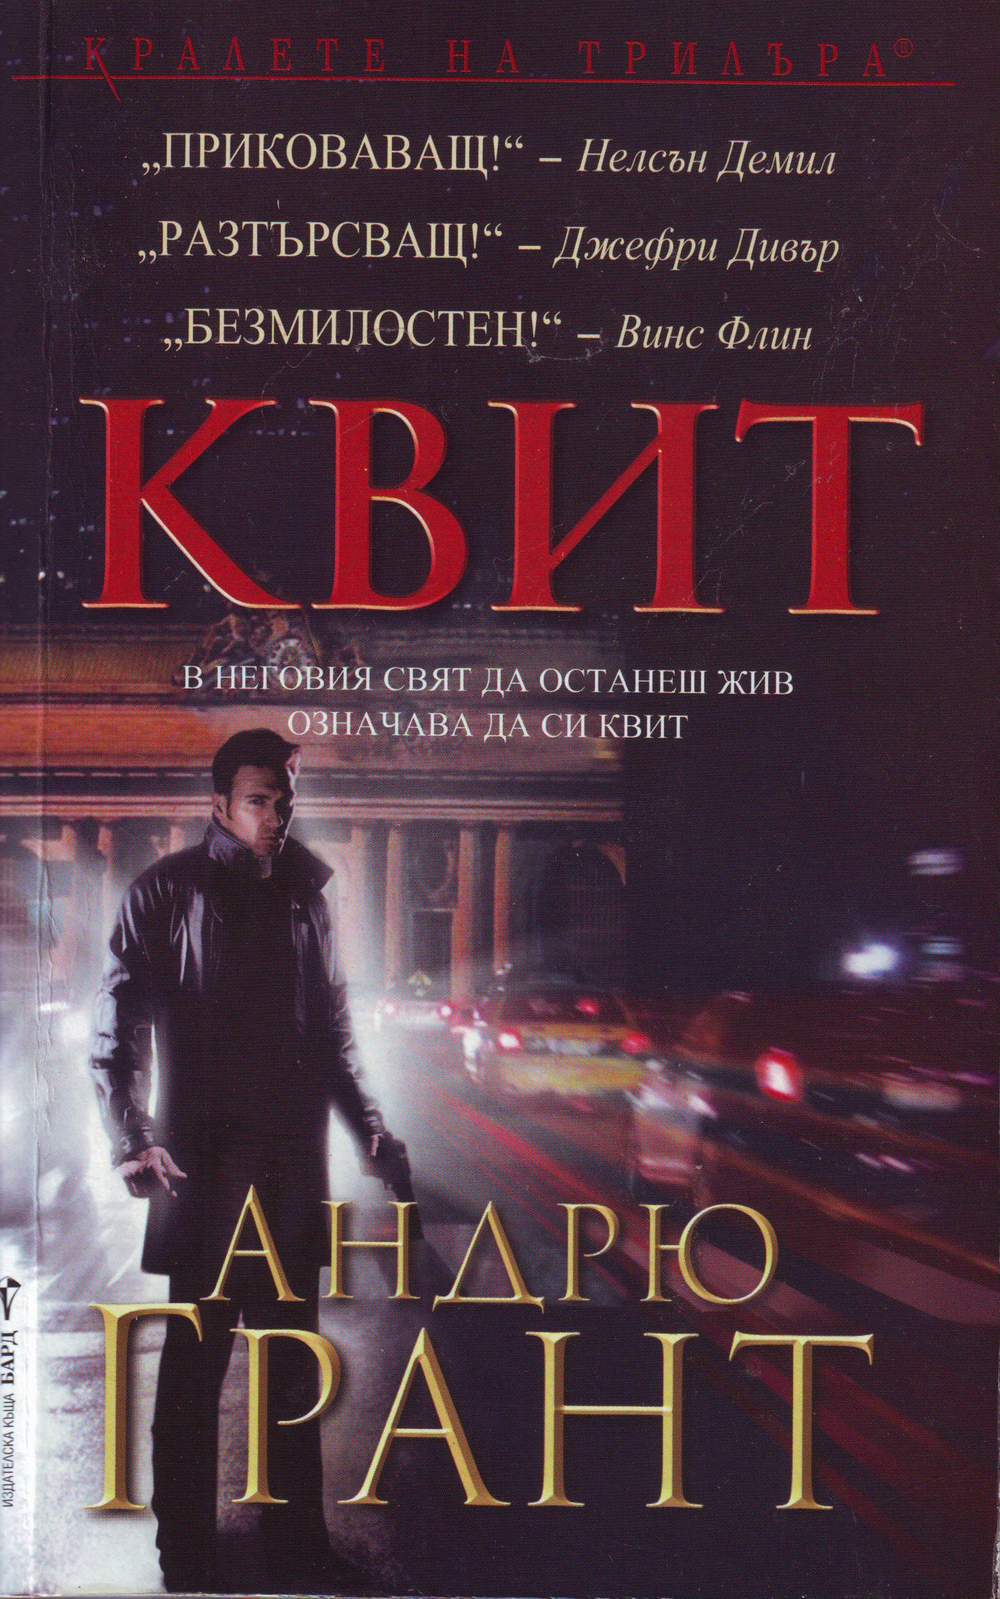 КРАЛЕТЕ НА ТРИЛЪРА®
„ПРИКОВАВАЩ!“ – Нелсън Демил
„РАЗТЪРСВАЩ!“ – Джефри Дивър
„БЕЗМИЛОСТЕН!“ – Винс Флин
КВИТ
В НЕГОВИЯ СВЯТ ДА ОСТАНЕШ ЖИВ
ОЗНАЧАВА ДА СИ КВИТ
АНДРЮ
ГРАНТ
ИЗДАТЕЛСКА КЪЩА БАРД